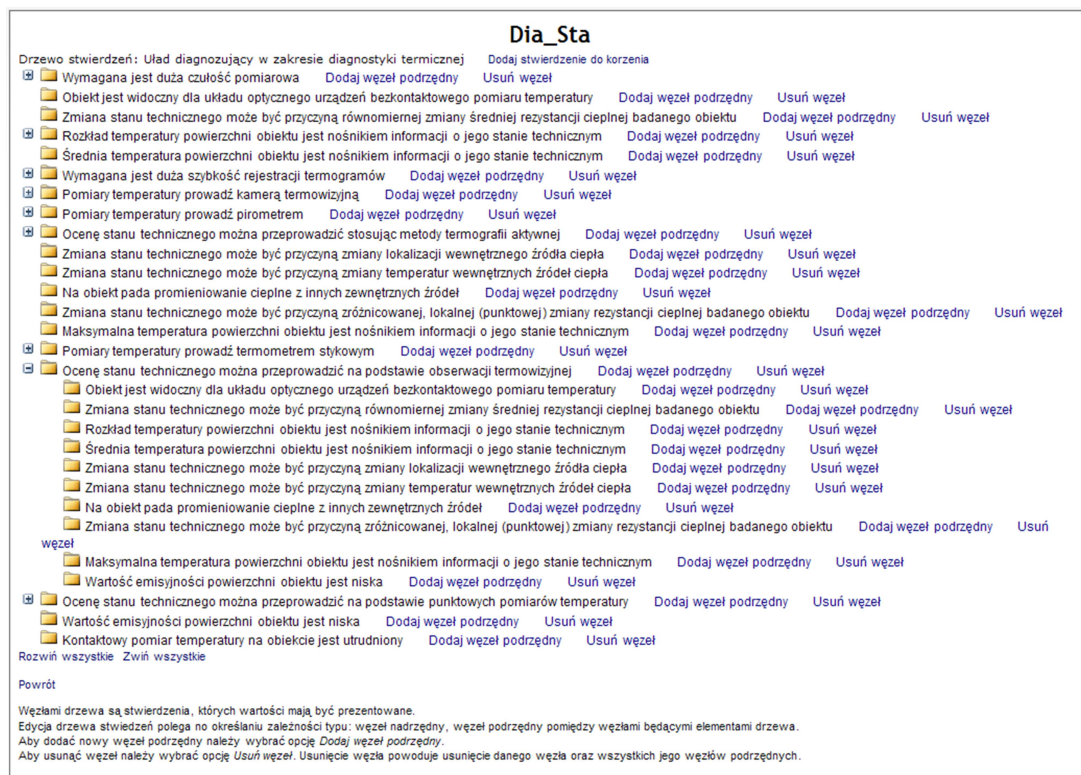 Dia_Sta
Drzewo stwierdzeń: Uład diagnozujący w zakresie diagnostyki termicznej Dodaj stwierdzenie do korzenia
Wymagana jest duża czułość pomiarowa Dodaj węzeł podrzędny Usuń węzeł
Obiekt jest widoczny dla układu optycznego urządzeń bezkontaktowego pomiaru temperatury Dodaj węzeł podrzędny Usuń węzeł
Zmiana stanu technicznego może być przyczyną równomiernej zmiany średniej rezystancji cieplnej badanego obiektu Dodaj węzeł podrzędny Usuń węzeł
Rozkład temperatury powierzchni obiektu jest nośnikiem informacji o jego stanie technicznym Dodaj węzeł podrzędny Usuń węzeł
Średnia temperatura powierzchni obiektu jest nośnikiem informacji o jego stanie technicznym Dodaj węzeł podrzędny Usuń węzeł
Wymagana jest duża szybkość rejestracji termogramów Dodaj węzeł podrzędny Usuń węzeł
Pomiary temperatury prowadź kamerą termowizyjną Dodaj węzeł podrzędny Usuń węzeł
Pomiary temperatury prowadź pirometrem Dodaj węzeł podrzędny Usuń węzeł
Ocenę stanu technicznego można przeprowadzić stosując metody termografii aktywnej Dodaj węzeł podrzędny Usuń węzeł
Zmiana stanu technicznego może być przyczyną zmiany lokalizacji wewnętrznego źródła ciepła Dodaj węzeł podrzędny Usuń węzeł
Zmiana stanu technicznego może być przyczyną zmiany temperatur wewnętrznych źródeł ciepła Dodaj węzeł podrzędny Usuń węzeł
Na obiekt pada promieniowanie cieplne z innych zewnętrznych źródeł Dodaj węzeł podrzędny Usuń węzeł
Zmiana stanu technicznego może być przyczyną zróżnicowanej, lokalnej (punktowej) zmiany rezystancji cieplnej badanego obiektu Dodaj węzeł podrzędny Usuń węzeł
Maksymalna temperatura powierzchni obiektu jest nośnikiem informacji o jego stanie technicznym Dodaj węzeł podrzędny Usuń węzeł
Pomiary temperatury prowadź termometrem stykowym Dodaj węzeł podrzędny Usuń węzeł
Ocenę stanu technicznego można przeprowadzić na podstawie obserwacji termowizyjnej Dodaj węzeł podrzędny Usuń węzeł
Obiekt jest widoczny dla układu optycznego urządzeń bezkontaktowego pomiaru temperatury Dodaj węzeł podrzędny Usuń węzeł
Zmiana stanu technicznego może być przyczyną równomiernej zmiany średniej rezystancji cieplnej badanego obiektu Dodaj węzeł podrzędny Usuń węzeł
Rozkład temperatury powierzchni obiektu jest nośnikiem informacji o jego stanie technicznym Dodaj węzeł podrzędny Usuń węzeł
Średnia temperatura powierzchni obiektu jest nośnikiem informacji o jego stanie technicznym Dodaj węzeł podrzędny Usuń węzeł
Zmiana stanu technicznego może być przyczyną zmiany lokalizacji wewnętrznego źródła ciepła Dodaj węzeł podrzędny Usuń węzeł
Zmiana stanu technicznego może być przyczyną zmiany temperatur wewnętrznych źródeł ciepła Dodaj węzeł podrzędny Usuń węzeł
Na obiekt pada promieniowanie cieplne z innych zewnętrznych źródeł Dodaj węzeł podrzędny Usuń węzeł
Zmiana stanu technicznego może być przyczyną zróżnicowanej, lokalnej (punktowej) zmiany rezystancji cieplnej badanego obiektu Dodaj węzeł podrzędny Usuń
węzeł
Maksymalna temperatura powierzchni obiektu jest nośnikiem informacji o jego stanie technicznym Dodaj węzeł podrzędny Usuń węzeł
Wartość emisyjności powierzchni obiektu jest niska Dodaj węzeł podrzędny Usuń węzeł
Ocenę stanu technicznego można przeprowadzić na podstawie punktowych pomiarów temperatury Dodaj węzeł podrzędny Usuń węzeł
Wartość emisyjności powierzchni obiektu jest niska Dodaj węzeł podrzędny Usuń węzeł
Kontaktowy pomiar temperatury na obiekcie jest utrudniony Dodaj węzeł podrzędny Usuń węzeł
Rozwiń wszystkie Zwiń wszystkie
Powrót
Węzłami drzewa są stwierdzenia, których wartości mają być prezentowane.
Edycja drzewa stwiedzeń polega no określaniu zależności typu: węzeł nadrzędny, węzeł podrzędny pomiędzy węzłami będącymi elementami drzewa.
Aby dodać nowy węzeł podrzędny należy wybrać opcję Dodaj węzeł podrzędny.
Aby usunąć węzeł należy wybrać opcję Usuń węzeł. Usunięcie węzła powoduje usunięcie danego węzła oraz wszystkich jego węzłów podrzędnych.